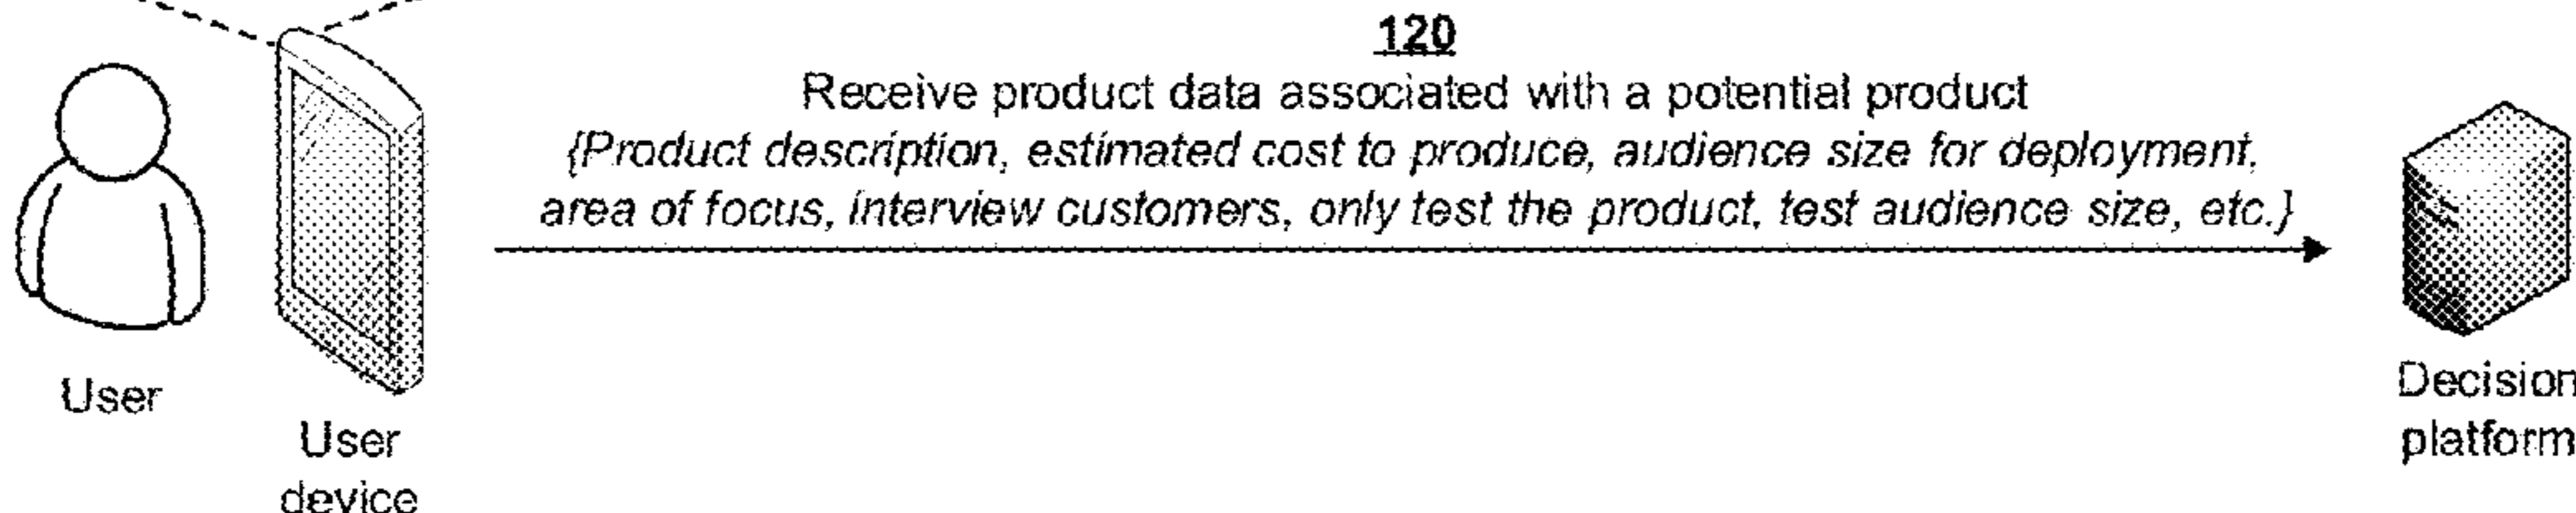 120
Receive product data associated with a potential product
{Product description, estimated cost to produce, audience size for deployment,
area of focus, interview customers, only test the product, test audience size, etc.}
User
User
device
Decision
platform